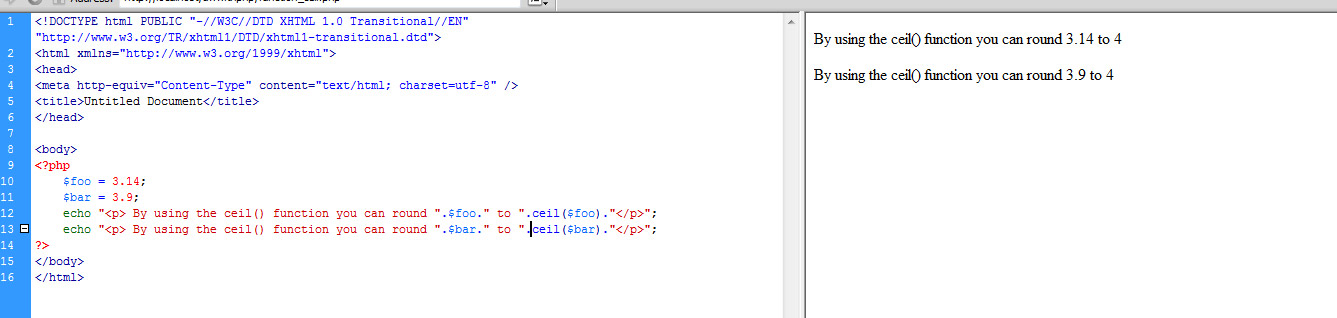 1 <!DOCTYPE html PUBLIC "-//W3C//DTD XHTML 1.0 Transitional//EN"
"http://www.w3.org/TR/xhtml1/DTD/xhtml1-transitional.dtd">
2 <html xmlns="http://www.w3.org/1999/xhtml">
3 <head>
4 <meta http-equiv="Content-Type" content="text/html; charset=utf-8" />
5 <title>Untitled Document</title>
6 </head>
7
8 <body>
9 <?php
10 $foo = 3.14;
11 $bar = 3.9;
12 echo "<p> By using the ceil() function you can round ".$foo." to ".ceil($foo)."</p>";
13 echo "<p> By using the ceil() function you can round ".$bar." to ".ceil($bar)."</p>";
14 ?>
15 </body>
16 </html>
By using the ceil() function you can round 3.14 to 4
By using the ceil() function you can round 3.9 to 4